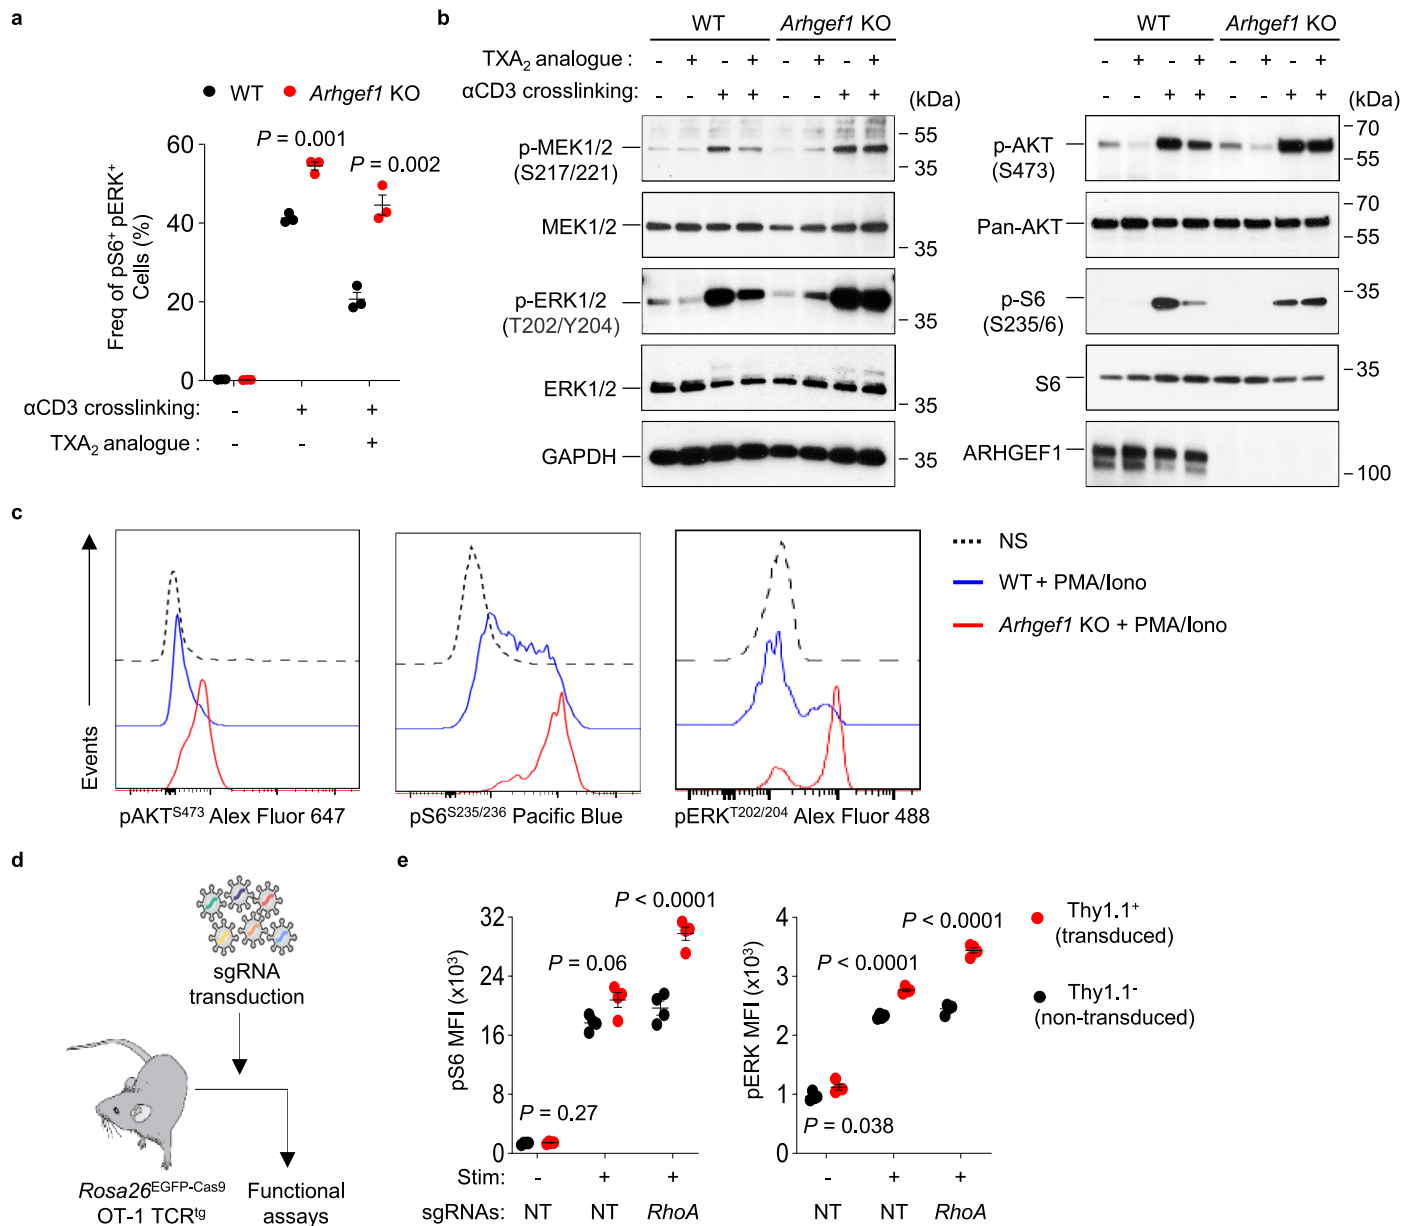 a
WT
Arhgef1 KO
P = 0.001
P = 0.002
60
40
20
0
Freq of pS6+ pERK+
Cells (%)
αCD3 crosslinking: - + +
TXA2 analogue : - - +
b
WT
Arhgef1 KO
TXA2 analogue : - + - + - + - +
αCD3 crosslinking: - - + + - - + +
(kDa)
p-MEK1/2
(S217/221)
55
35
MEK1/2
35
p-ERK1/2
(T202/Y204)
35
ERK1/2
35
GAPDH
35
WT
Arhgef1 KO
- + - + - + - +
- - + + - - + +
(kDa)
p-AKT
(S473)
70
55
Pan-AKT
70
55
p-S6
(S235/6)
35
S6
35
ARHGEF1
100
c
Events
pAKTS473 Alex Fluor 647
pS6S235/236 Pacific Blue
pERKT202/204 Alex Fluor 488
NS
WT + PMA/Iono
Arhgef1 KO + PMA/Iono
d
sgRNA
transduction
Rosa26EGFP-Cas9
OT-1 TCRtg
Functional
assays
e
P < 0.0001
P = 0.06
P = 0.27
32
24
16
8
0
pS6 MFI (x10³)
Stim: - + +
sgRNAs: NT NT RhoA
P < 0.0001
P < 0.0001
P = 0.038
4
3
2
1
0
pERK MFI (x10³)
- + +
NT NT RhoA
Thy1.1+
(transduced)
Thy1.1-
(non-transduced)